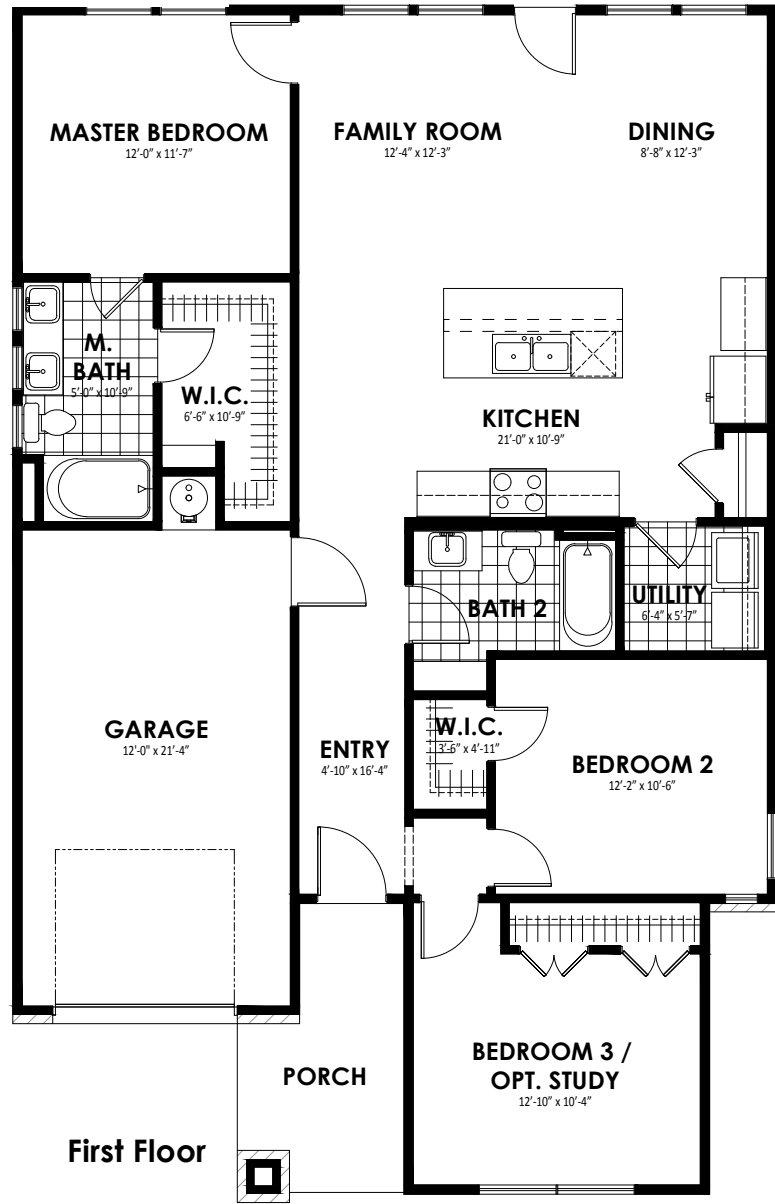 MASTER BEDROOM
12'-0" x 11'-7"
FAMILY ROOM
12'-4" x 12'-3"
DINING
8'-8" x 12'-3"
M.
BATH
5'-0" x 10'-9"
W.I.C.
6'-6" x 10'-9"
KITCHEN
21'-0" x 10'-9"
BATH 2
UTILITY
6'-4" x 5'-7"
GARAGE
12'-0" x 21'-4"
ENTRY
4'-10" x 16'-4"
W.I.C.
3'-6" x 4'-11"
BEDROOM 2
12'-2" x 10'-6"
BEDROOM 3 /
OPT. STUDY
12'-10" x 10'-4"
PORCH
First Floor